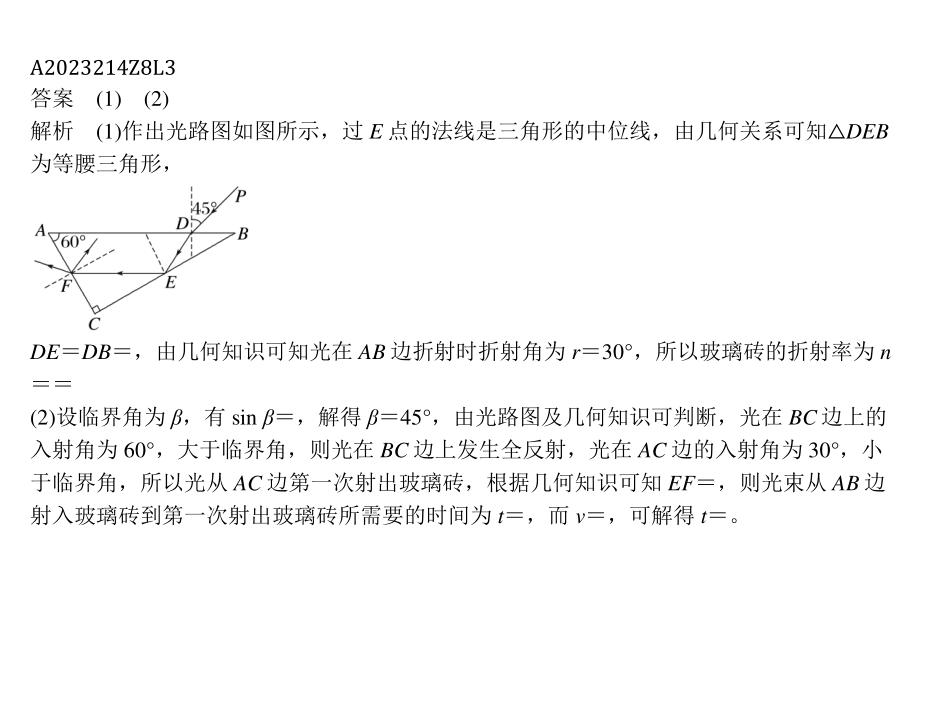 A2023214Z8L3
答案 (1) (2)
解析 (1)作出光路图如图所示，过 E 点的法线是三角形的中位线，由几何关系可知△DEB
为等腰三角形，
P
45°
D
A
60°
B
E
F
C
DE＝DB＝，由几何知识可知光在 AB 边折射时折射角为 r＝30°，所以玻璃砖的折射率为 n
＝＝
(2)设临界角为 β，有 sin β＝，解得 β＝45°，由光路图及几何知识可判断，光在 BC 边上的
入射角为 60°，大于临界角，则光在 BC 边上发生全反射，光在 AC 边的入射角为 30°，小
于临界角，所以光从 AC 边第一次射出玻璃砖，根据几何知识可知 EF＝，则光束从 AB 边
射入玻璃砖到第一次射出玻璃砖所需要的时间为 t＝，而 v＝，可解得 t＝。